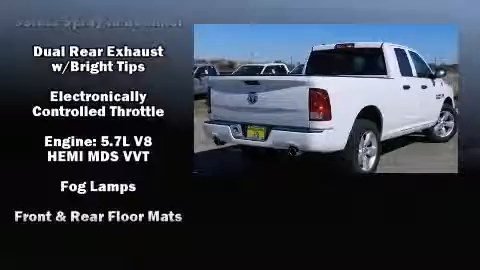 Dual Rear Exhaust
w/Bright Tips
Electronically
Controlled Throttle
Engine: 5.7L V8
HEMI MDS VVT
Fog Lamps
Front & Rear Floor Mats